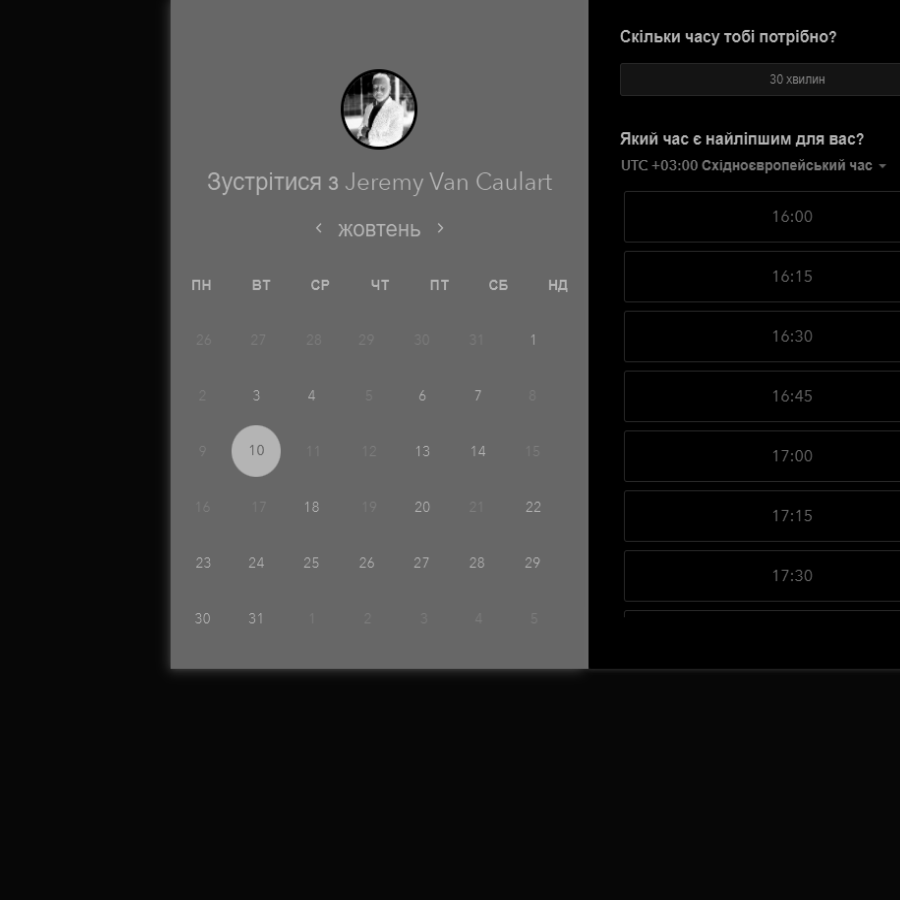 Зустрітися з Jeremy Van Caulart
жовтень
ПН ВТ СР ЧТ ПТ СБ НД
26 27 28 29 30 31 1
2 3 4 5 6 7 8
9 10 11 12 13 14 15
16 17 18 19 20 21 22
23 24 25 26 27 28 29
30 31 1 2 3 4 5
Скільки часу тобі потрібно?
30 хвилин
Який час є найліпшим для вас?
UTC +03:00 Східноєвропейський час
16:00
16:15
16:30
16:45
17:00
17:15
17:30